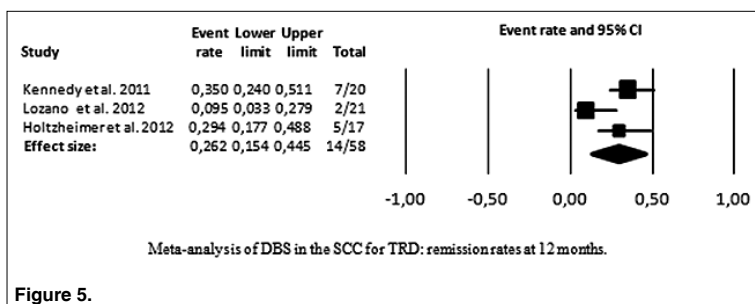 Event rate and 95% CI
Study Event rate Lower limit Upper limit Total
Kennedy et al. 2011 0,350 0,240 0,511 7/20
Lozano et al. 2012 0,095 0,033 0,279 2/21
Holtzheimer et al. 2012 0,294 0,177 0,488 5/17
Effect size: 0,262 0,154 0,445 14/58
-1,00 -0,50 0,00 0,50 1,00
Meta-analysis of DBS in the SCC for TRD: remission rates at 12 months.
Figure 5.